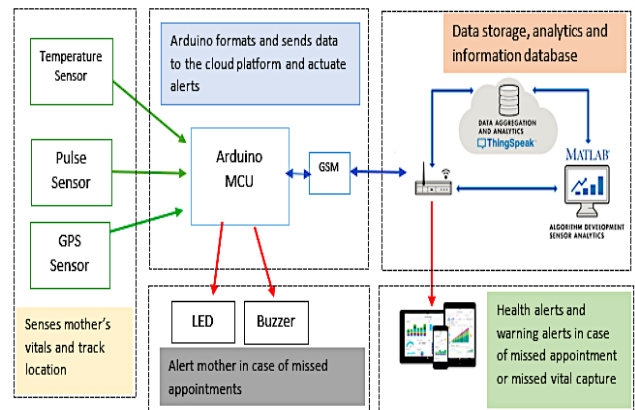 Temperature
Sensor
Pulse
Sensor
GPS
Sensor
Senses mother's
vitals and track
location
Arduino formats and sends data
to the cloud platform and actuate
alerts
Arduino
MCU
GSM
LED
Buzzer
Alert mother in case of missed
appointments
Data storage, analytics and
information database
DATA AGGREGATION
AND ANALYTICS
ThingSpeak™
MATLAB
ALGORITHM DEVELOPMENT
SENSOR ANALYTICS
Health alerts and
warning alerts in case
of missed appointment
or missed vital capture